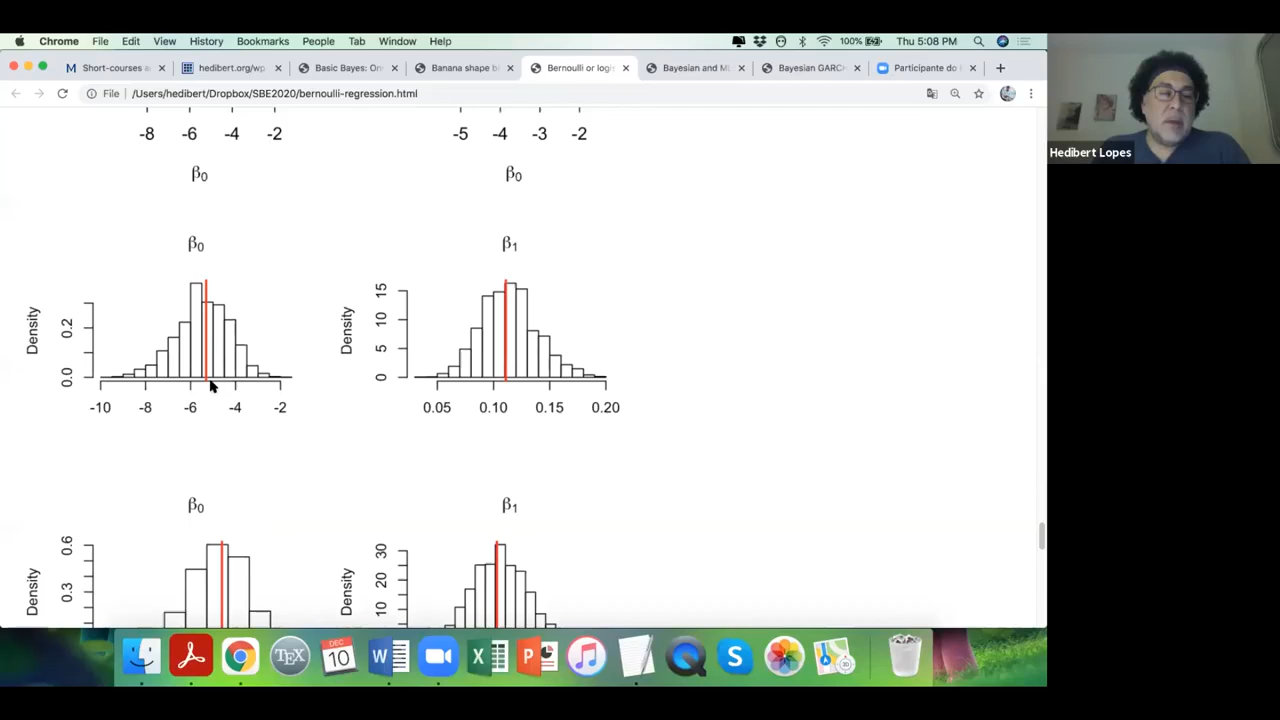 Chrome File Edit View History Bookmarks People Tab Window Help 100% Thu 5:08 PM
Short-courses a hedibert.org/wp Basic Bayes: On Banana shape b Bernoulli or logi Bayesian and M Bayesian GARC Participante do
File /Users/hedibert/Dropbox/SBE2020/bernoulli-regression.html
Hedibert Lopes
-8 -6 -4 -2 -5 -4 -3 -2
β0 β0
β0 β1
Density 0.0 0.2
-10 -8 -6 -4 -2
Density 0 5 10 15
0.05 0.10 0.15 0.20
β0 β1
Density 0.3 0.6
Density 10 20 30
TEX DEC 10 W X P S 30